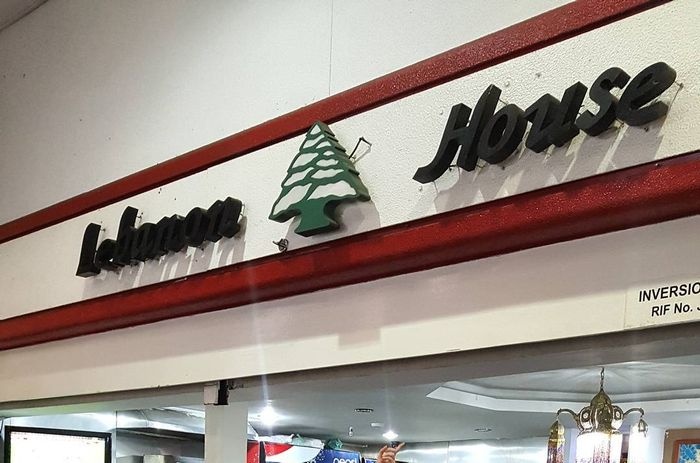 Lebanon House
INVERSIO
RIF No.